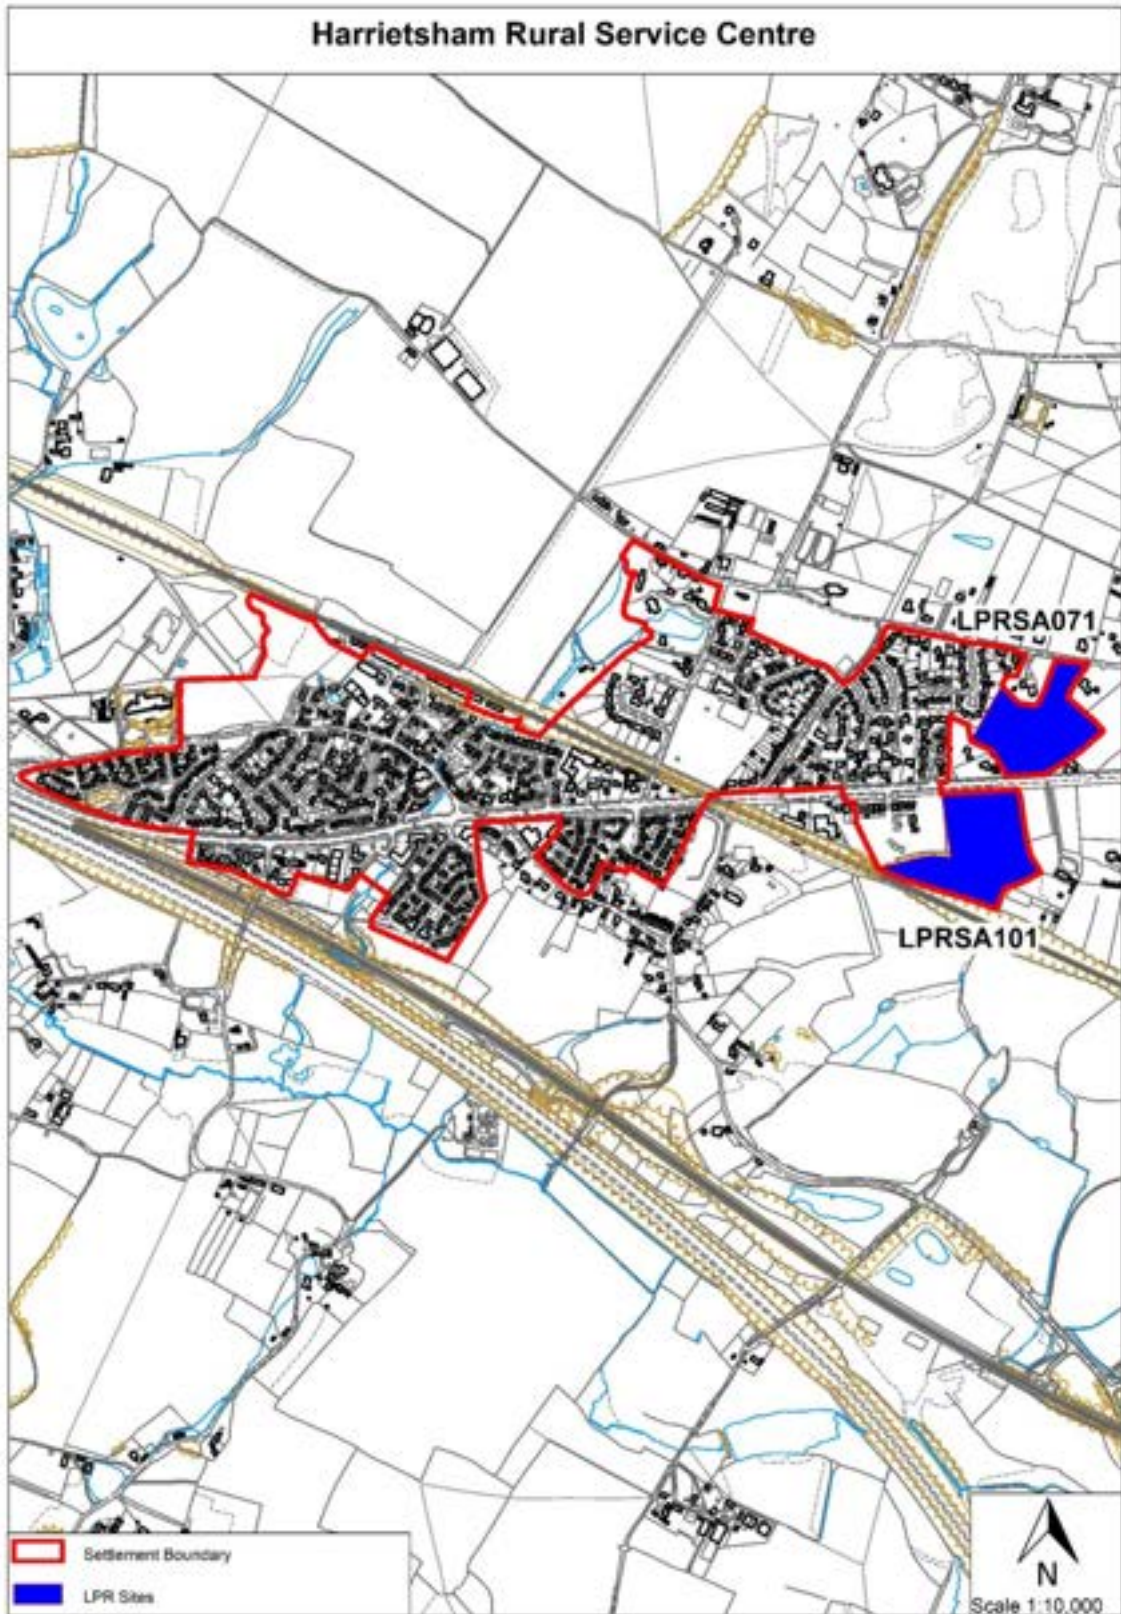 Harrietsham Rural Service Centre
LPRSA071
LPRSA101
Settlement Boundary
LPR Sites
N
Scale 1:10,000